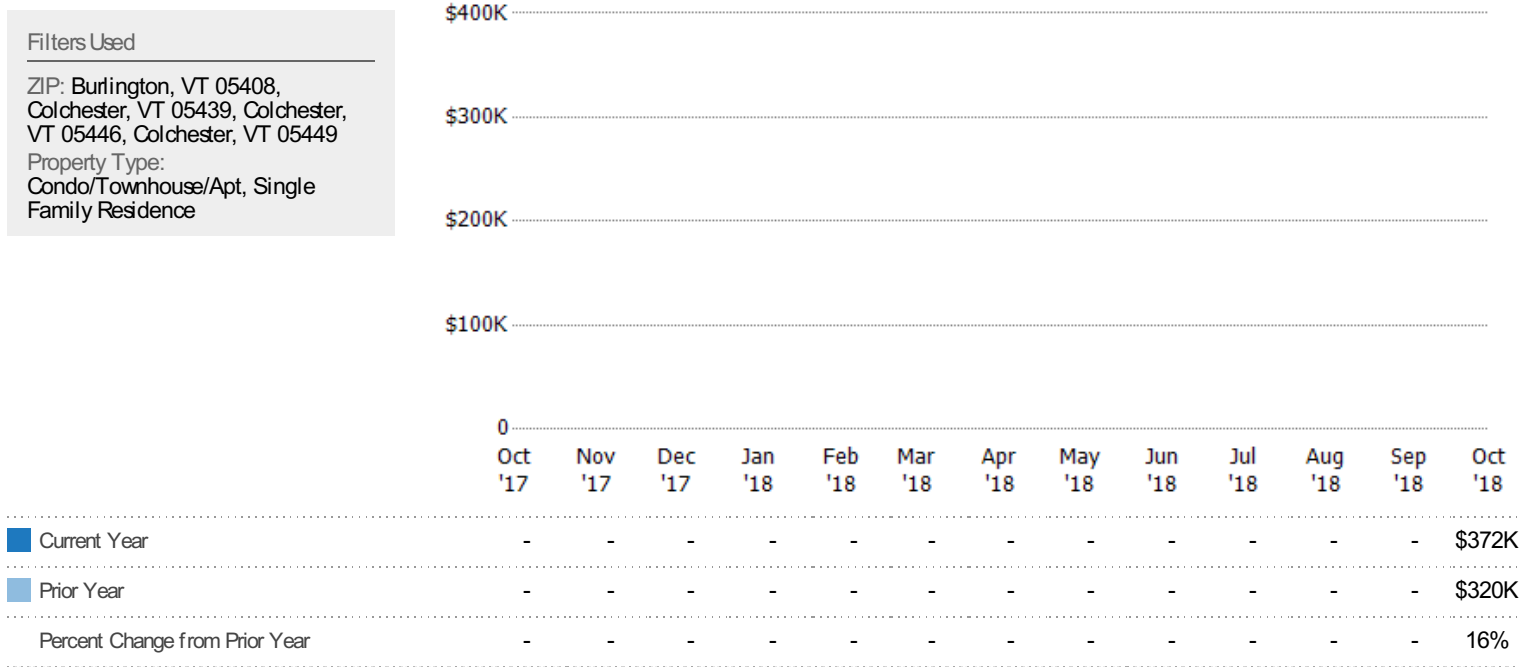 Filters Used
ZIP: Burlington, VT 05408,
Colchester, VT 05439, Colchester,
VT 05446, Colchester, VT 05449
Property Type:
Condo/Townhouse/Apt, Single
Family Residence
$400K
$300K
$200K
$100K
0
Oct Nov Dec Jan Feb Mar Apr May Jun Jul Aug Sep Oct
'17 '17 '17 '18 '18 '18 '18 '18 '18 '18 '18 '18 '18
Current Year - - - - - - - - - - - - $372K
Prior Year - - - - - - - - - - - - $320K
Percent Change from Prior Year - - - - - - - - - - - - 16%